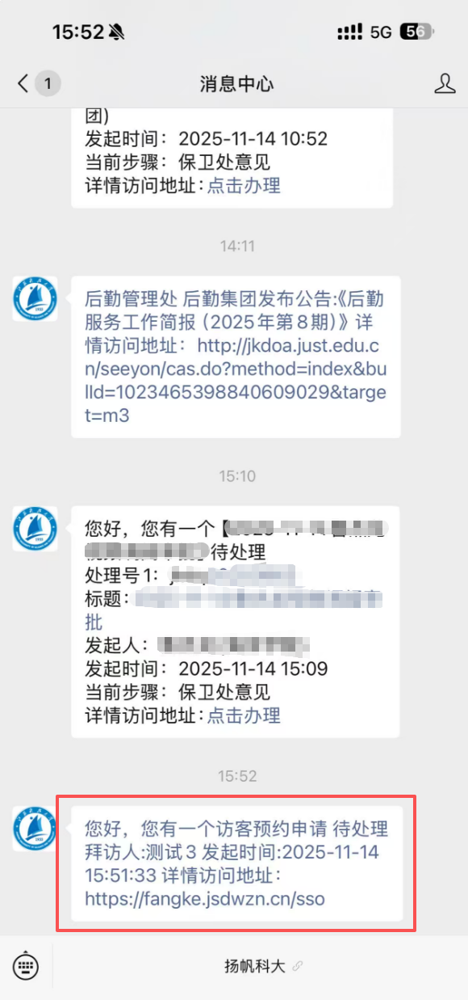 15:52
5G
56
1
消息中心
团)
发起时间：2025-11-14 10:52
当前步骤：保卫处意见
详情访问地址:点击办理
14:11
后勤管理处 后勤集团发布公告:《后勤
服务工作简报（2025年第8期)》详
情访问地址：http://jkdoa.just.edu.c
n/seeyon/cas.do?method=index&bu
lId=1023465398840609029&targe
t=m3
15:10
您好，您有一个【
待处理
处理号1：
标题:
批
发起人：
发起时间：2025-11-14 15:09
当前步骤：保卫处意见
详情访问地址:点击办理
15:52
您好，您有一个访客预约申请 待处理
拜访人:测试3 发起时间:2025-11-14
15:51:33 详情访问地址：
https://fangke.jsdwzn.cn/sso
扬帆科大